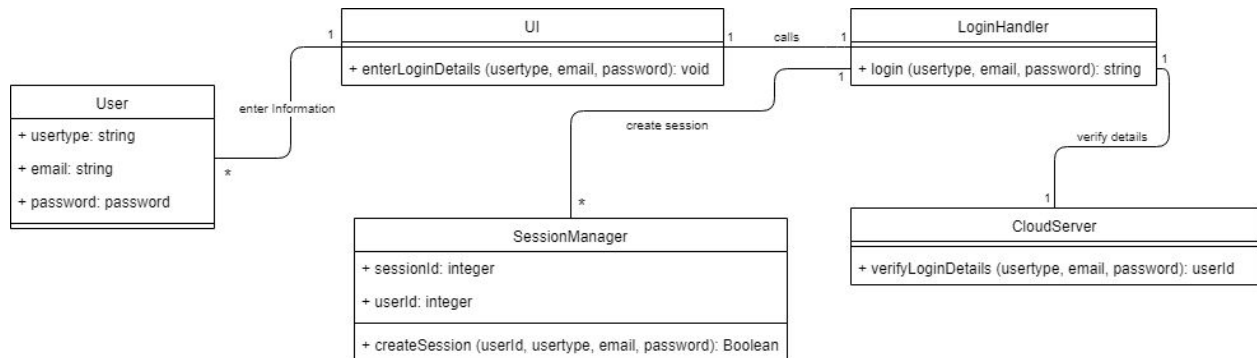 UI
+ enterLoginDetails (usertype, email, password): void
1
1
calls
1
LoginHandler
+ login (usertype, email, password): string
1
1
User
+ usertype: string
+ email: string
+ password: password
*
enter Information
create session
*
verify details
1
SessionManager
+ sessionId: integer
+ userId: integer
+ createSession (userId, usertype, email, password): Boolean
CloudServer
+ verifyLoginDetails (usertype, email, password): userId